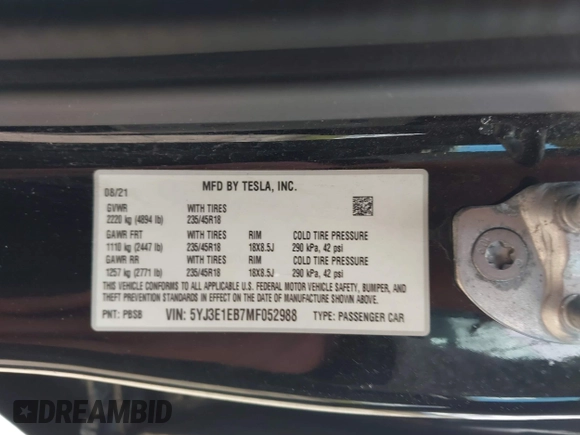 MFD BY TESLA, INC.
08/21
GVWR WITH TIRES
2220 kg (4894 lb) 235/45R18
GAWR FRT WITH TIRES RIM COLD TIRE PRESSURE
1110 kg (2447 lb) 235/45R18 18X8.5J 290 kPa, 42 psi
GAWR RR WITH TIRES RIM COLD TIRE PRESSURE
1257 kg (2771 lb) 235/45R18 18X8.5J 290 kPa, 42 psi
THIS VEHICLE CONFORMS TO ALL APPLICABLE U.S. FEDERAL MOTOR VEHICLE SAFETY, BUMPER, AND
THEFT PREVENTION STANDARDS IN EFFECT ON THE DATE OF MANUFACTURE SHOWN ABOVE.
PNT: PBSB VIN: 5YJ3E1EB7MF052988 TYPE: PASSENGER CAR
DREAMBID